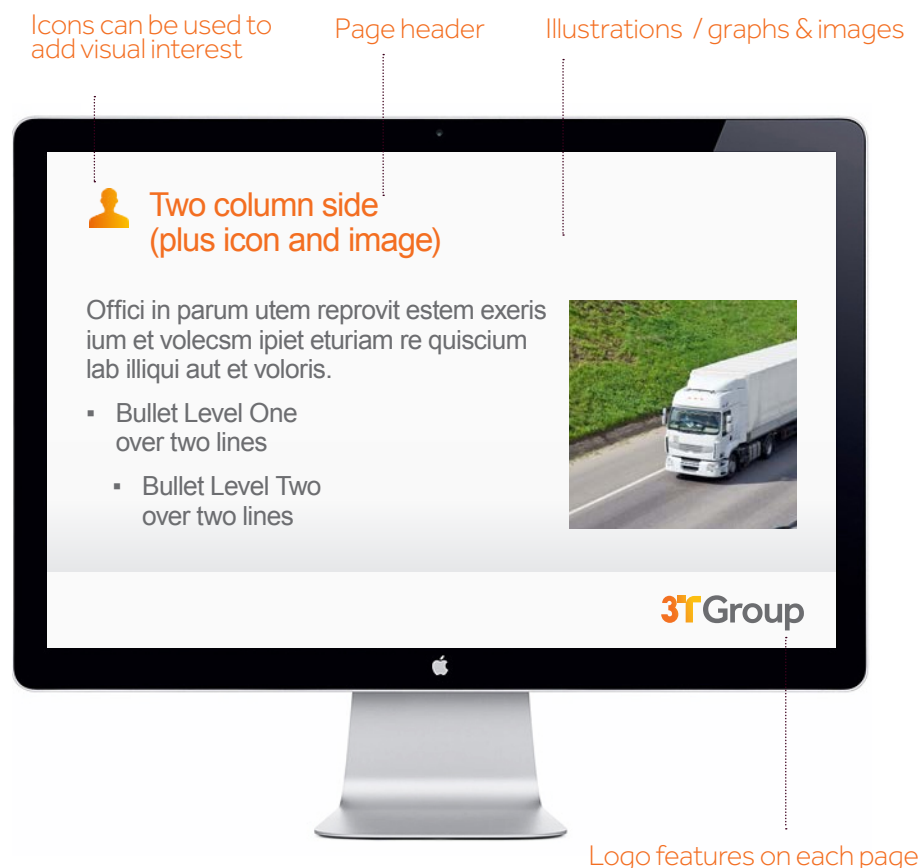 Icons can be used to
add visual interest
Page header
Illustrations / graphs & images
Two column side
(plus icon and image)
Offici in parum utem reprovit estem exeris
ium et volecsm ipiet eturiam re quiscium
lab illiqui aut et voloris.
▪ Bullet Level One
over two lines
▪ Bullet Level Two
over two lines
3T Group
Logo features on each page